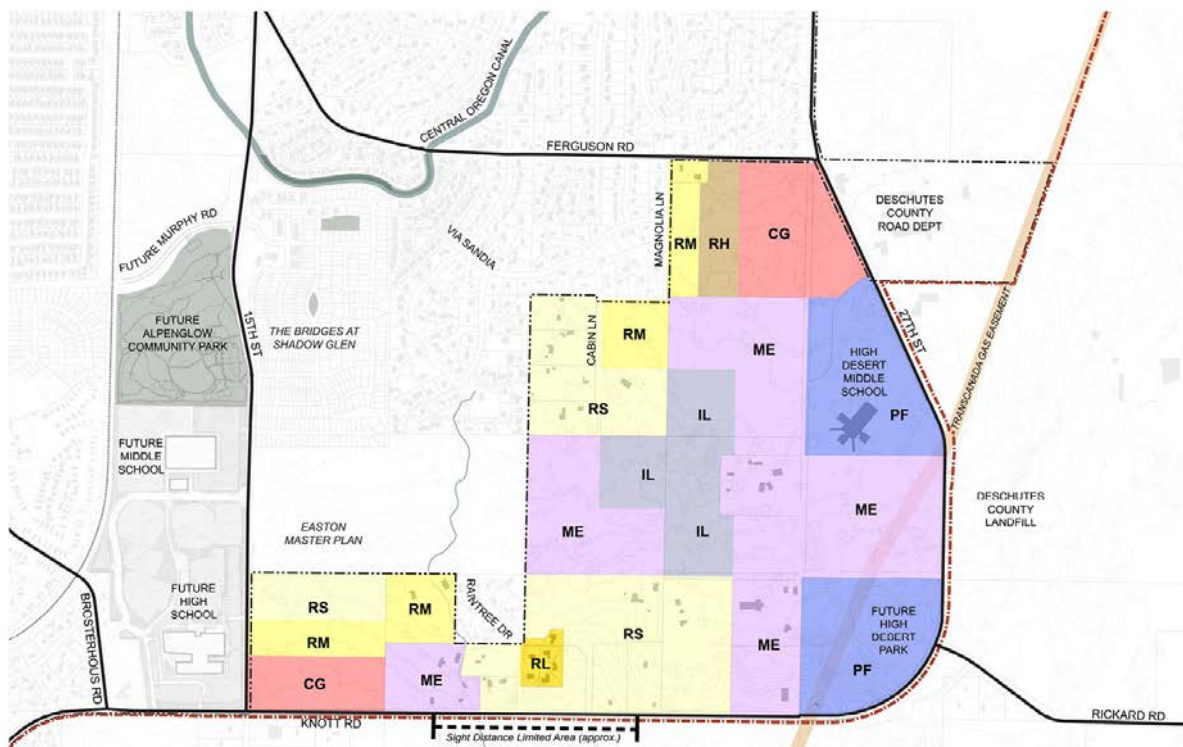 CENTRAL OREGON CANAL
FERGUSON RD
DESCHUTES
COUNTY
ROAD DEPT
FUTURE MURPHY RD
VIA SANDIA
MAGNOLIA LN
RM
RH
CG
15TH ST
FUTURE
ALPENGLOW
COMMUNITY PARK
THE BRIDGES AT
SHADOW GLEN
CABIN LN
RM
ME
27TH ST
TRANSCANADA GAS EASEMENT
HIGH
DESERT
MIDDLE
SCHOOL
PF
RS
IL
FUTURE
MIDDLE
SCHOOL
IL
ME
IL
ME
DESCHUTES
COUNTY
LANDFILL
EASTON
MASTER PLAN
BROSTERHOUS RD
FUTURE
HIGH
SCHOOL
RS
RM
RAINTREE DR
RS
FUTURE HIGH
DESERT
PARK
RM
ME
RL
PF
CG
ME
KNOTT RD
RICKARD RD
Sight Distance Limited Area (approx.)